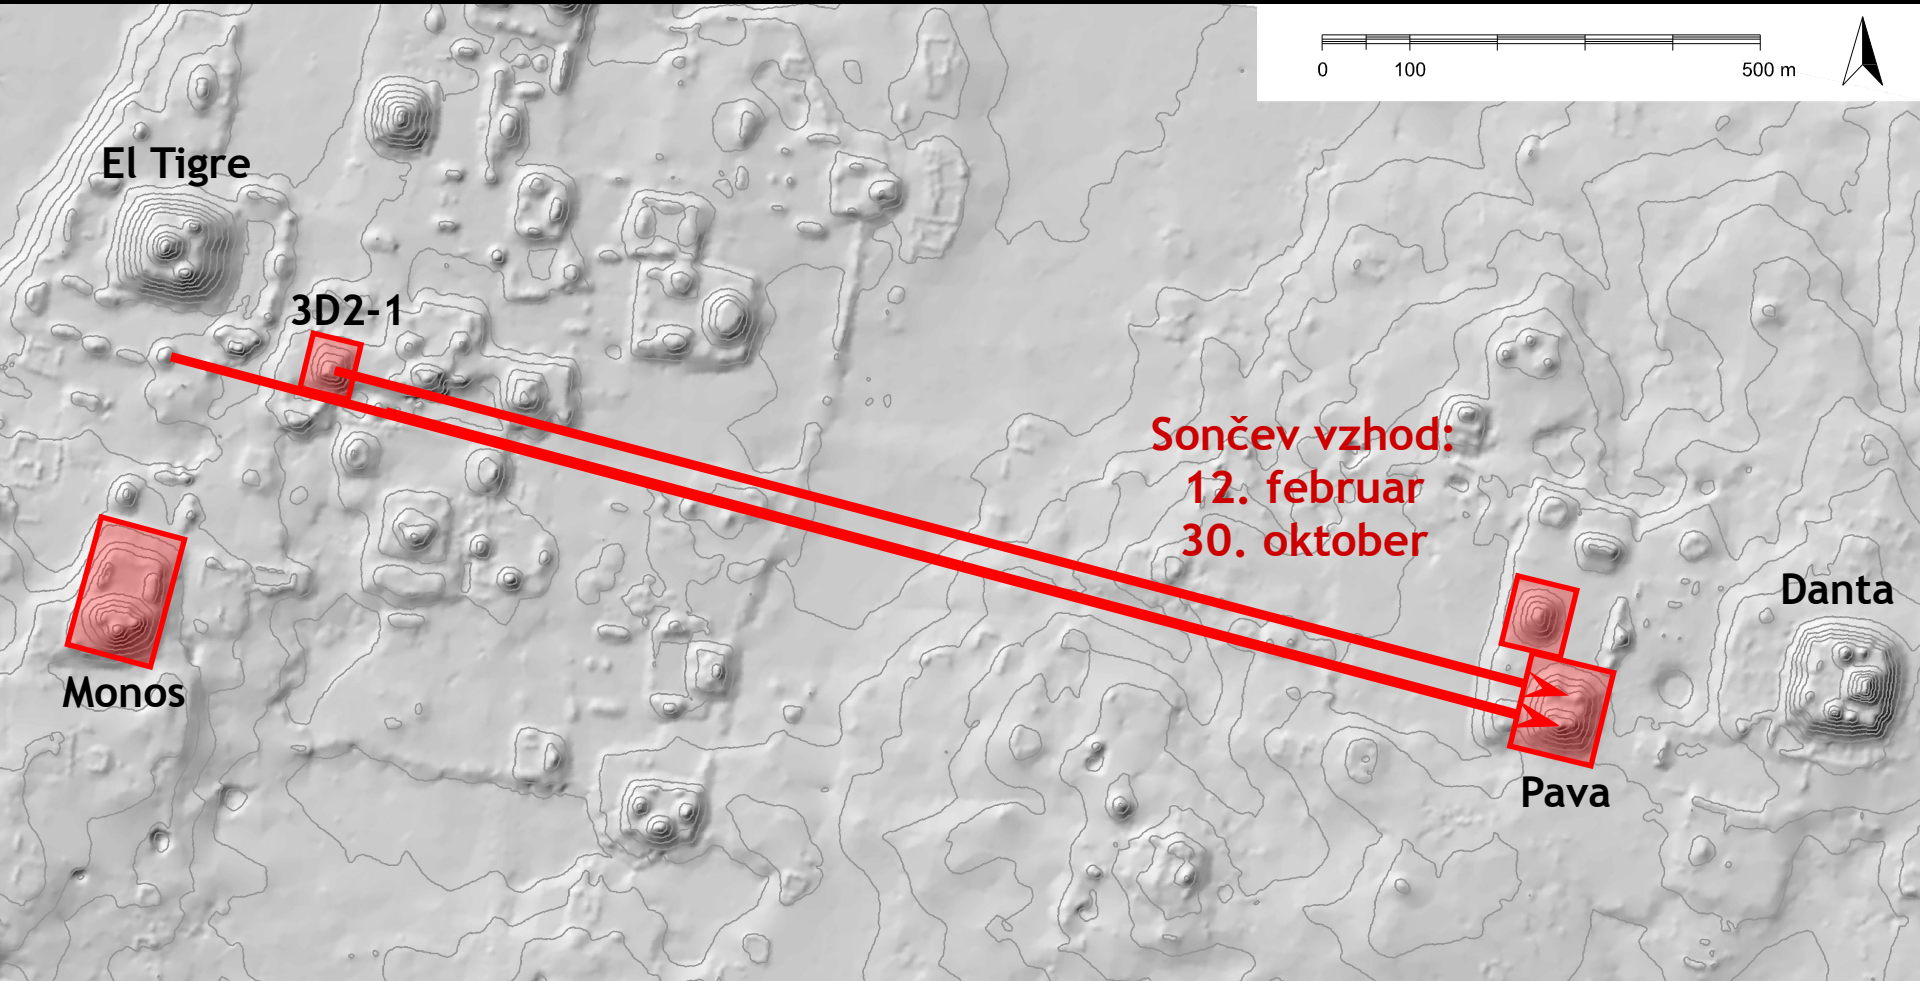 0 100 500 m
El Tigre
3D2-1
Sončev vzhod:
12. februar
30. oktober
Danta
Monos
Pava